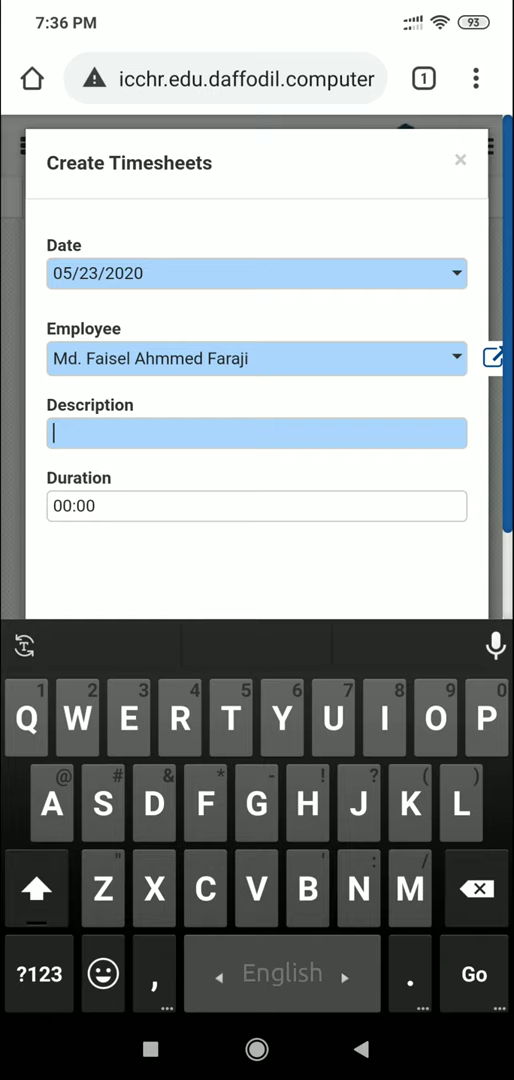 7:36 PM
93
icchr.edu.daffodil.computer
1
Create Timesheets
×
Date
05/23/2020
Employee
Md. Faisel Ahmmed Faraji
Description
Duration
00:00
1 2 3 4 5 6 7 8 9 0
Q W E R T Y U I O P
@ # & * - ! ? ( )
A S D F G H J K L
" ' : /
Z X C V B N M
?123 , English . Go